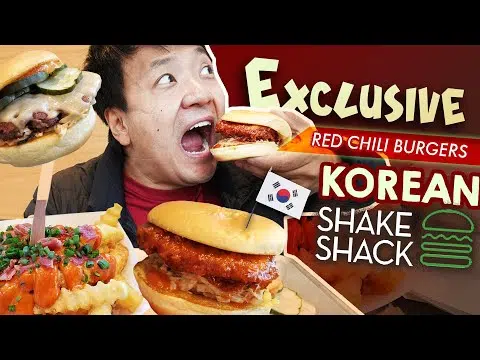 EXCLUSIVE
RED CHILI BURGERS
KOREAN
SHAKE
SHACK